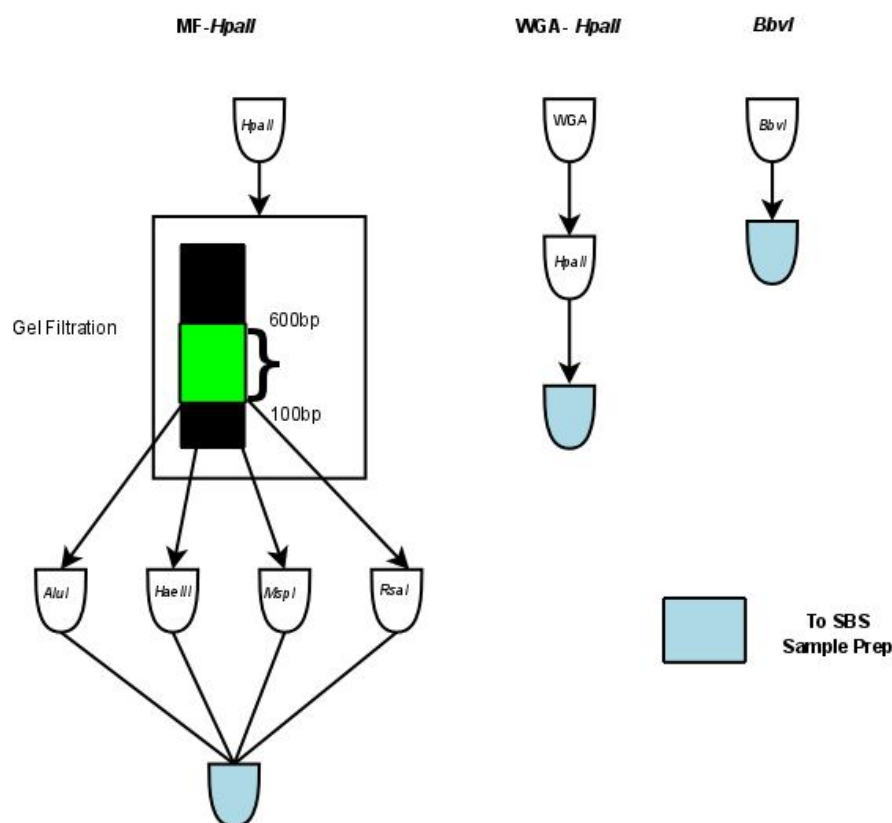 MF-HpaII
WGA - HpaII
BbvI
HpaII
WGA
BbvI
HpaII
Gel Filtration
600bp
100bp
AluI
HaeIII
MspI
RsaI
To SBS
Sample Prep